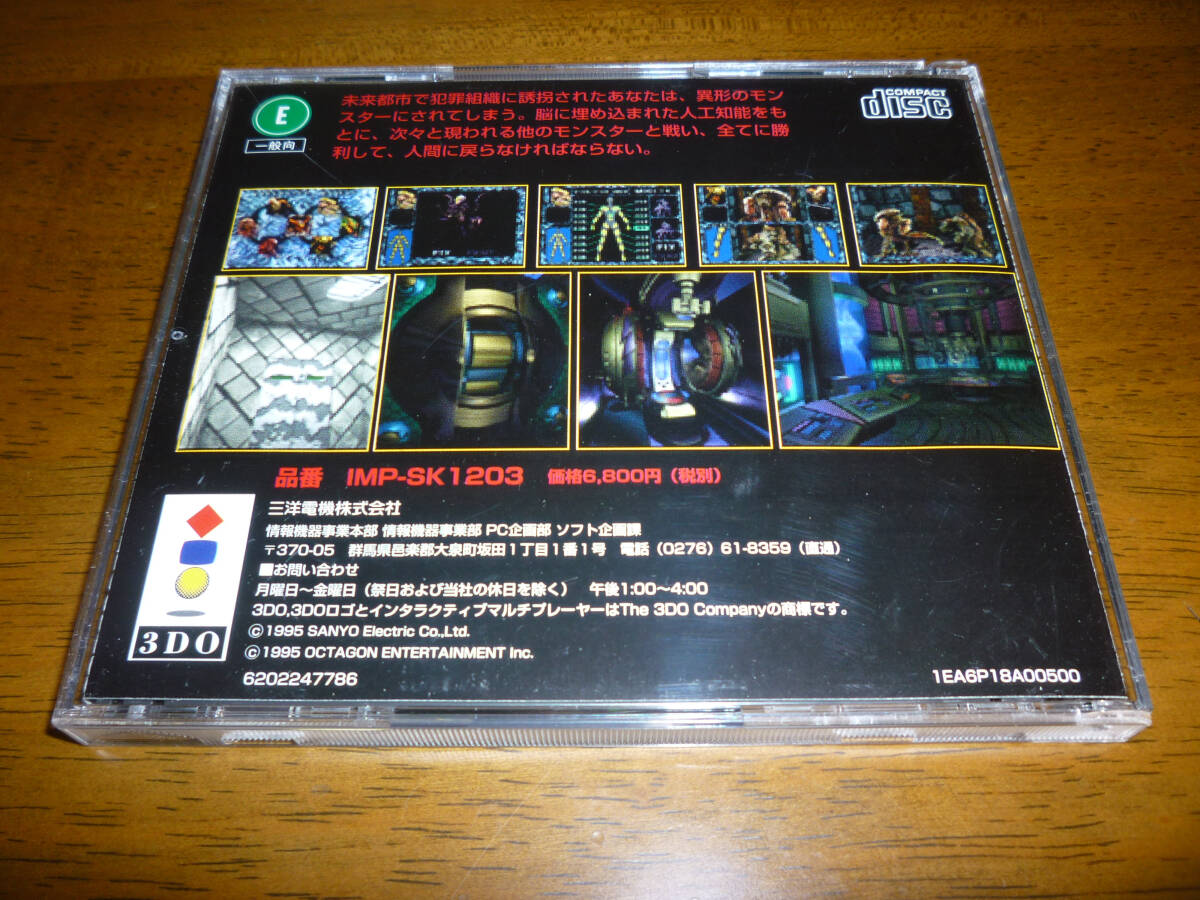 E
一般向
未来都市で犯罪組織に誘拐されたあなたは、異形のモン
スターにされてしまう。脳に埋め込まれた人工知能をも
とに、次々と現われる他のモンスターと戦い、全てに勝
利して、人間に戻らなければならない。
COMPACT
disc
品番 IMP-SK1203 価格6,800円（税別）
三洋電機株式会社
情報機器事業本部 情報機器事業部 PC企画部 ソフト企画課
〒370-05 群馬県邑楽郡大泉町坂田1丁目1番1号 電話（0276）61-8359（直通）
■お問い合わせ
月曜日～金曜日（祭日および当社の休日を除く） 午後1:00～4:00
3DO,3DOロゴとインタラクティブマルチプレーヤーはThe 3DO Companyの商標です。
©1995 SANYO Electric Co.,Ltd.
©1995 OCTAGON ENTERTAINMENT Inc.
3DO
6202247786
1EA6P18A00500